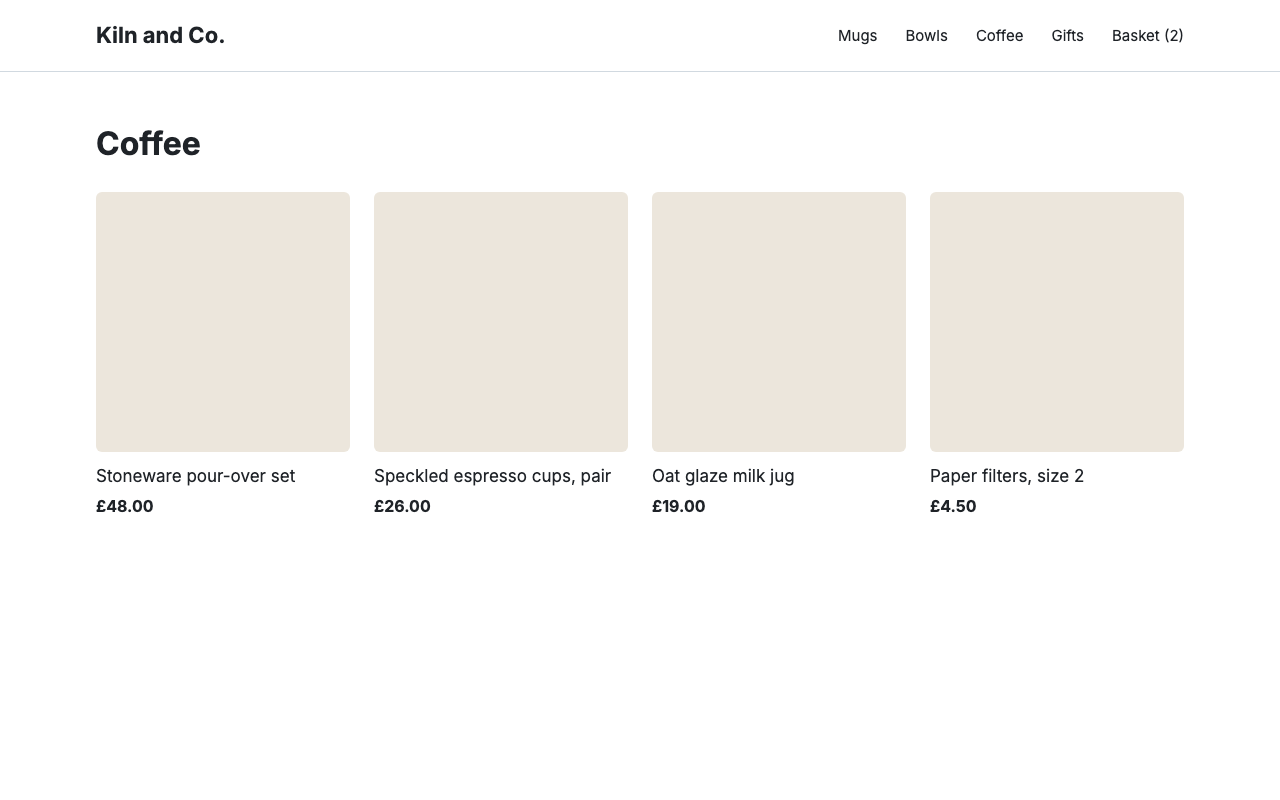 Kiln and Co.
Mugs Bowls Coffee Gifts Basket (2)
Coffee
Stoneware pour-over set
£48.00
Speckled espresso cups, pair
£26.00
Oat glaze milk jug
£19.00
Paper filters, size 2
£4.50